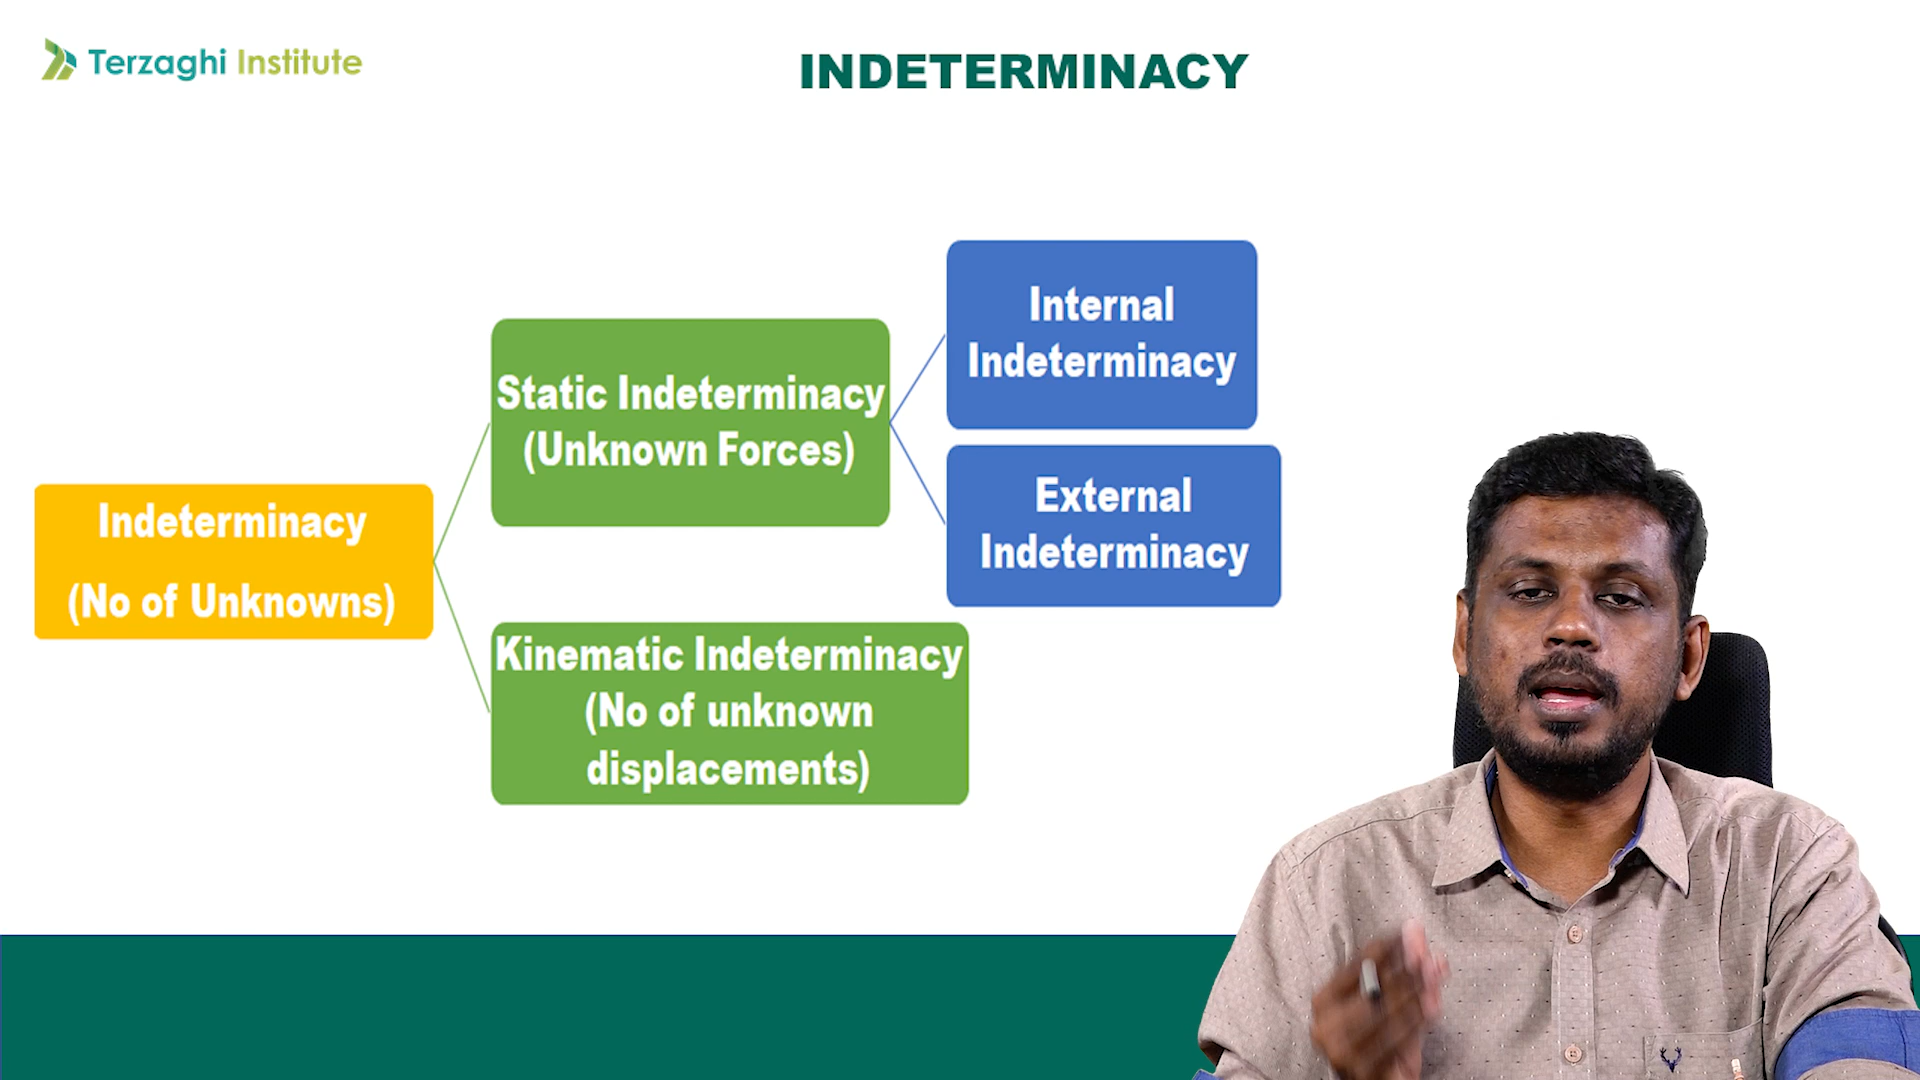 Terzaghi Institute
INDETERMINACY
Internal
Indeterminacy
Static Indeterminacy
(Unknown Forces)
External
Indeterminacy
Indeterminacy
(No of Unknowns)
Kinematic Indeterminacy
(No of unknown
displacements)